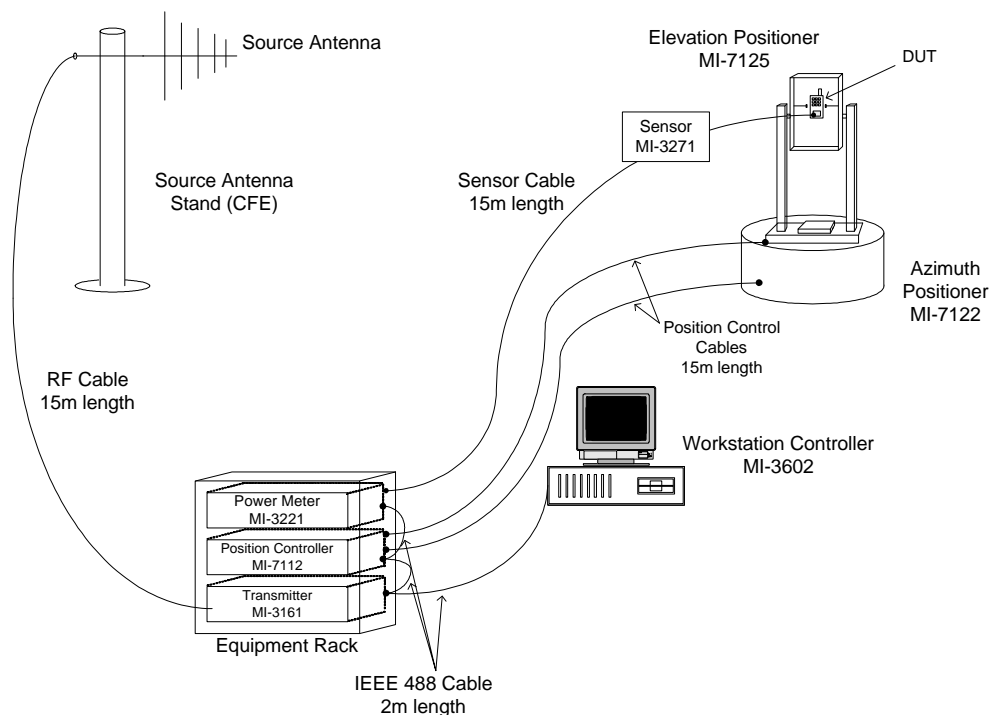 Source Antenna
Elevation Positioner
MI-7125
DUT
Sensor
MI-3271
Source Antenna
Stand (CFE)
Sensor Cable
15m length
Azimuth
Positioner
MI-7122
Position Control
Cables
15m length
RF Cable
15m length
Workstation Controller
MI-3602
Power Meter
MI-3221
Position Controller
MI-7112
Transmitter
MI-3161
Equipment Rack
IEEE 488 Cable
2m length